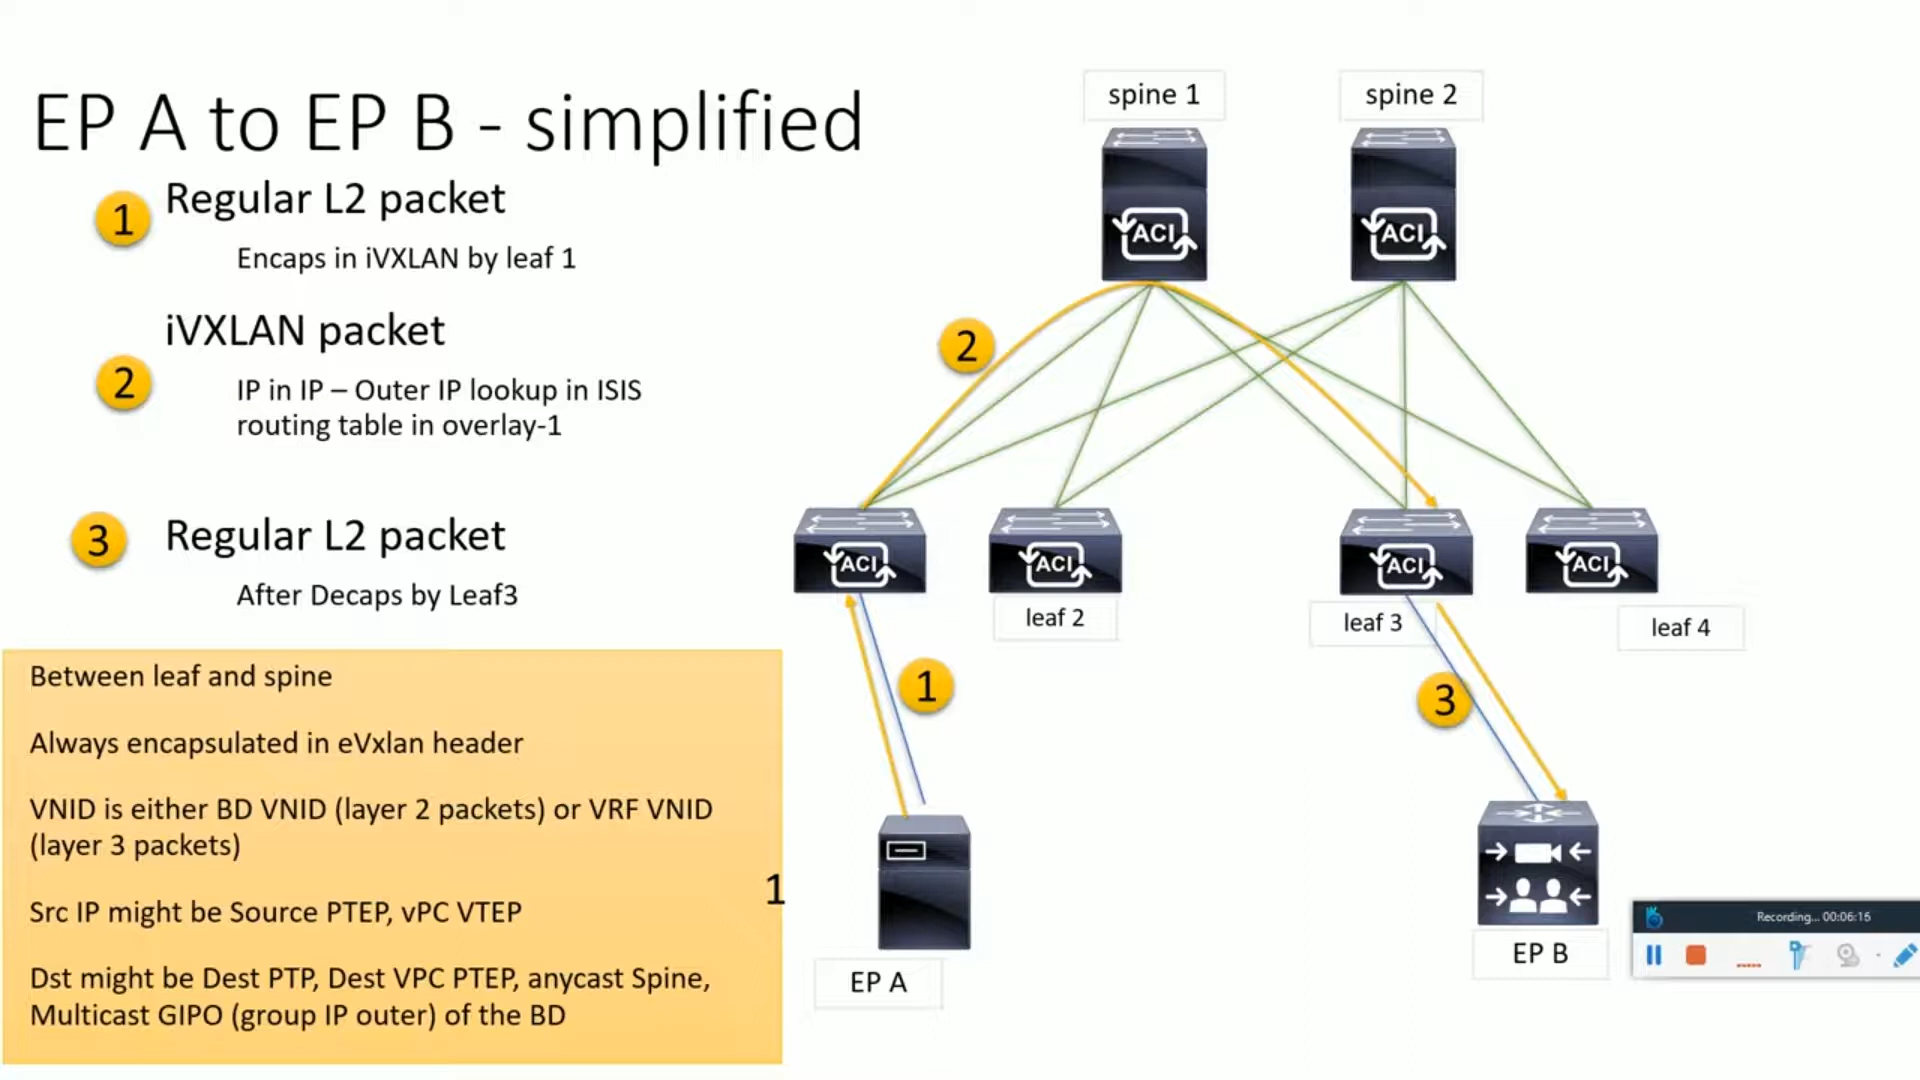 EP A to EP B - simplified
1
Regular L2 packet
Encaps in iVXLAN by leaf 1
2
iVXLAN packet
IP in IP – Outer IP lookup in ISIS
routing table in overlay-1
3
Regular L2 packet
After Decaps by Leaf3
Between leaf and spine
Always encapsulated in eVxlan header
VNID is either BD VNID (layer 2 packets) or VRF VNID
(layer 3 packets)
Src IP might be Source PTEP, vPC VTEP
Dst might be Dest PTP, Dest VPC PTEP, anycast Spine,
Multicast GIPO (group IP outer) of the BD
1
spine 1
spine 2
ACI
ACI
2
ACI
ACI
ACI
ACI
leaf 2
leaf 3
leaf 4
1
3
EP A
EP B
Recording... 00:06:15